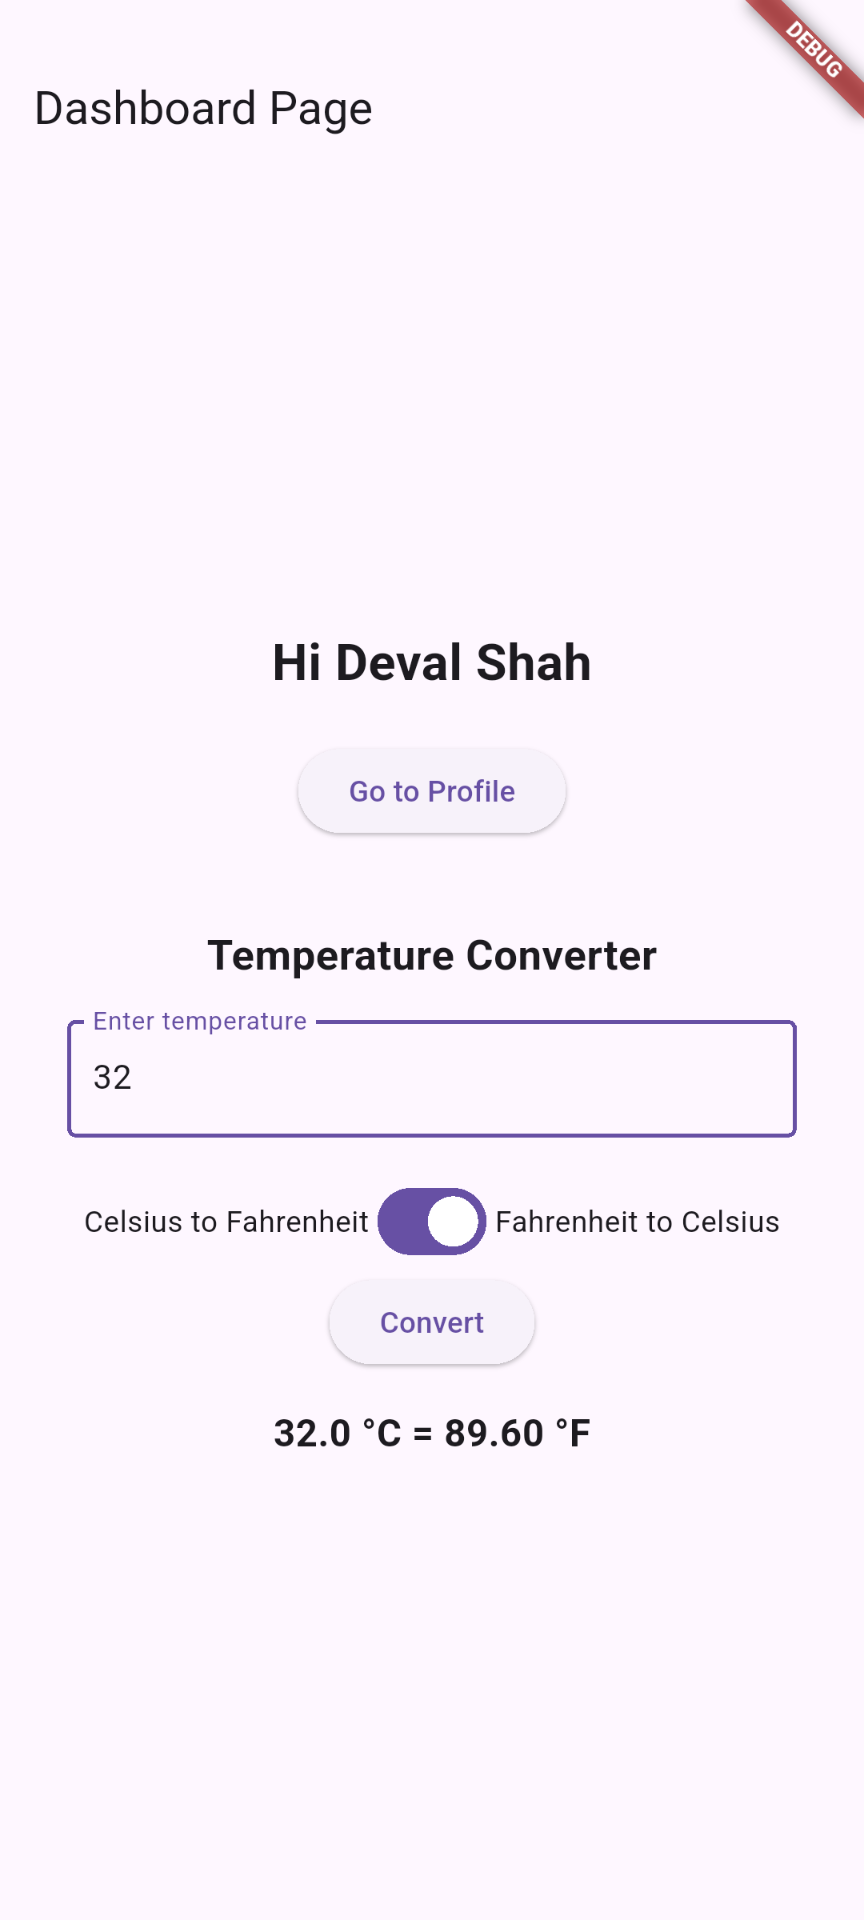 DEBUG
Dashboard Page
Hi Deval Shah
Go to Profile
Temperature Converter
Enter temperature
32
Celsius to Fahrenheit Fahrenheit to Celsius
Convert
32.0 °C = 89.60 °F